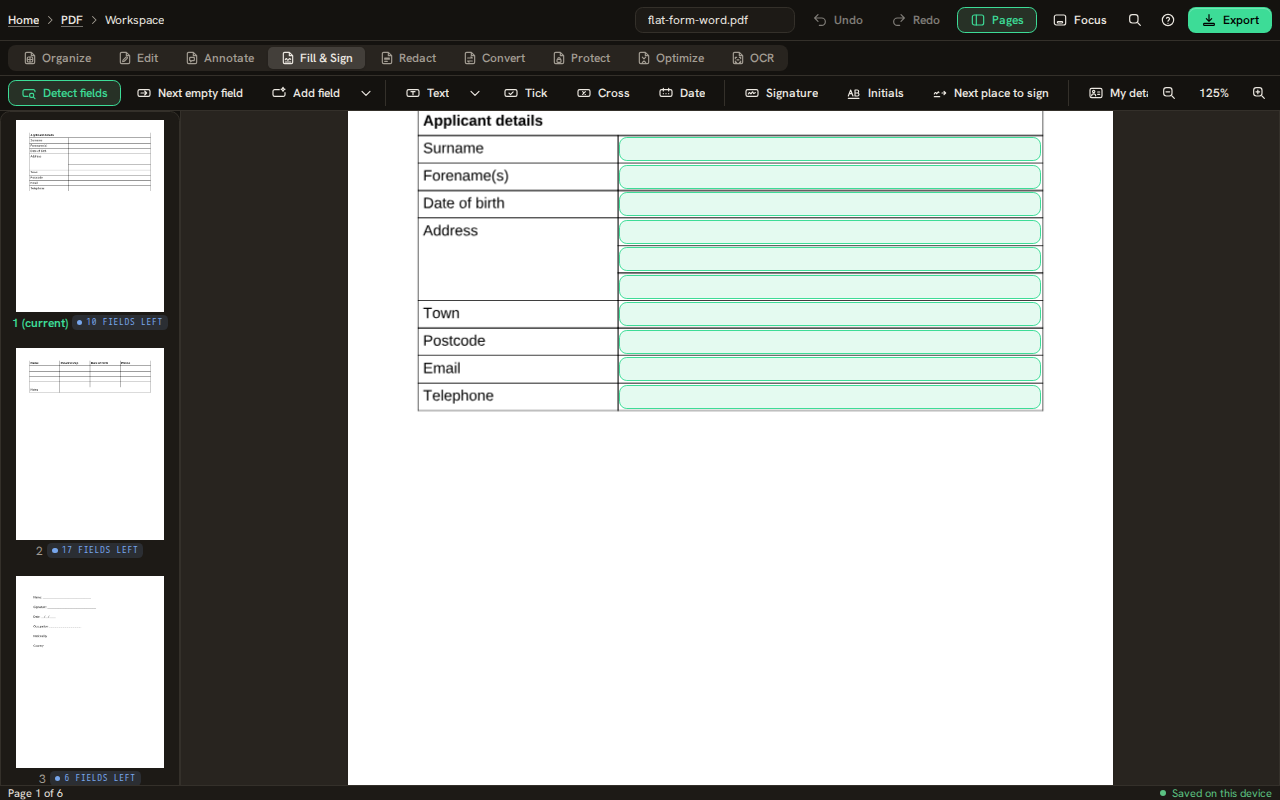 Home > PDF > Workspace
flat-form-word.pdf
Undo
Redo
Pages
Focus
Export
Organize
Edit
Annotate
Fill & Sign
Redact
Convert
Protect
Optimize
OCR
Detect fields
Next empty field
Add field
Text
Tick
Cross
Date
Signature
AB Initials
Next place to sign
My deta
125%
1 (current) 10 FIELDS LEFT
2 17 FIELDS LEFT
3 6 FIELDS LEFT
Applicant details
Surname
Forename(s)
Date of birth
Address
Town
Postcode
Email
Telephone
Page 1 of 6
Saved on this device